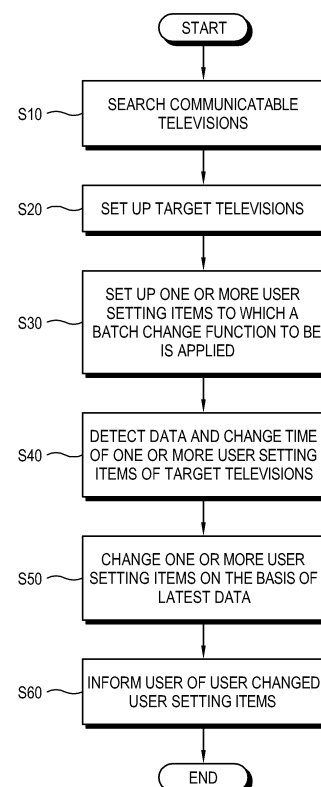 START
S10
SEARCH COMMUNICATABLE
TELEVISIONS
S20
SET UP TARGET TELEVISIONS
S30
SET UP ONE OR MORE USER
SETTING ITEMS TO WHICH A
BATCH CHANGE FUNCTION TO BE
IS APPLIED
S40
DETECT DATA AND CHANGE TIME
OF ONE OR MORE USER SETTING
ITEMS OF TARGET TELEVISIONS
S50
CHANGE ONE OR MORE USER
SETTING ITEMS ON THE BASIS OF
LATEST DATA
S60
INFORM USER OF USER CHANGED
USER SETTING ITEMS
END